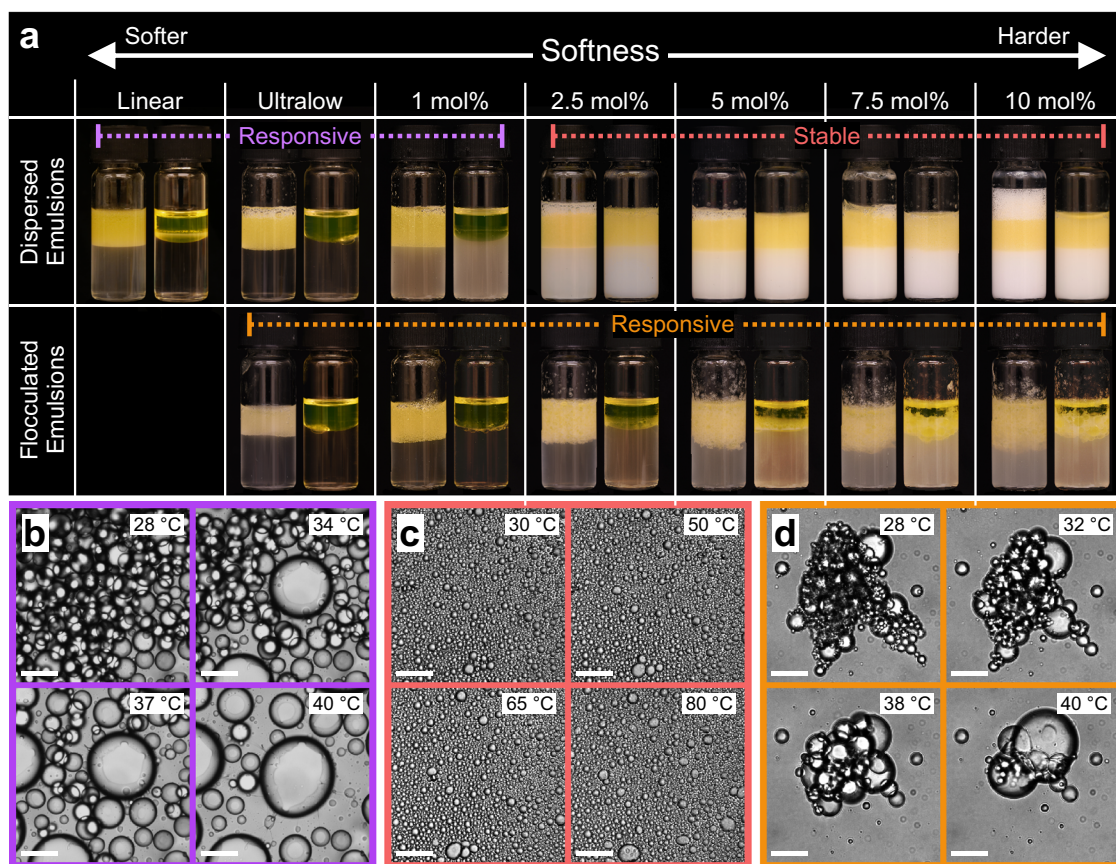 a
Softer
Softness
Harder
Linear
Ultralow
1 mol%
2.5 mol%
5 mol%
7.5 mol%
10 mol%
Dispersed
Emulsions
Responsive
Stable
Flocculated
Emulsions
Responsive
b
28 °C
34 °C
37 °C
40 °C
c
30 °C
50 °C
65 °C
80 °C
d
28 °C
32 °C
38 °C
40 °C